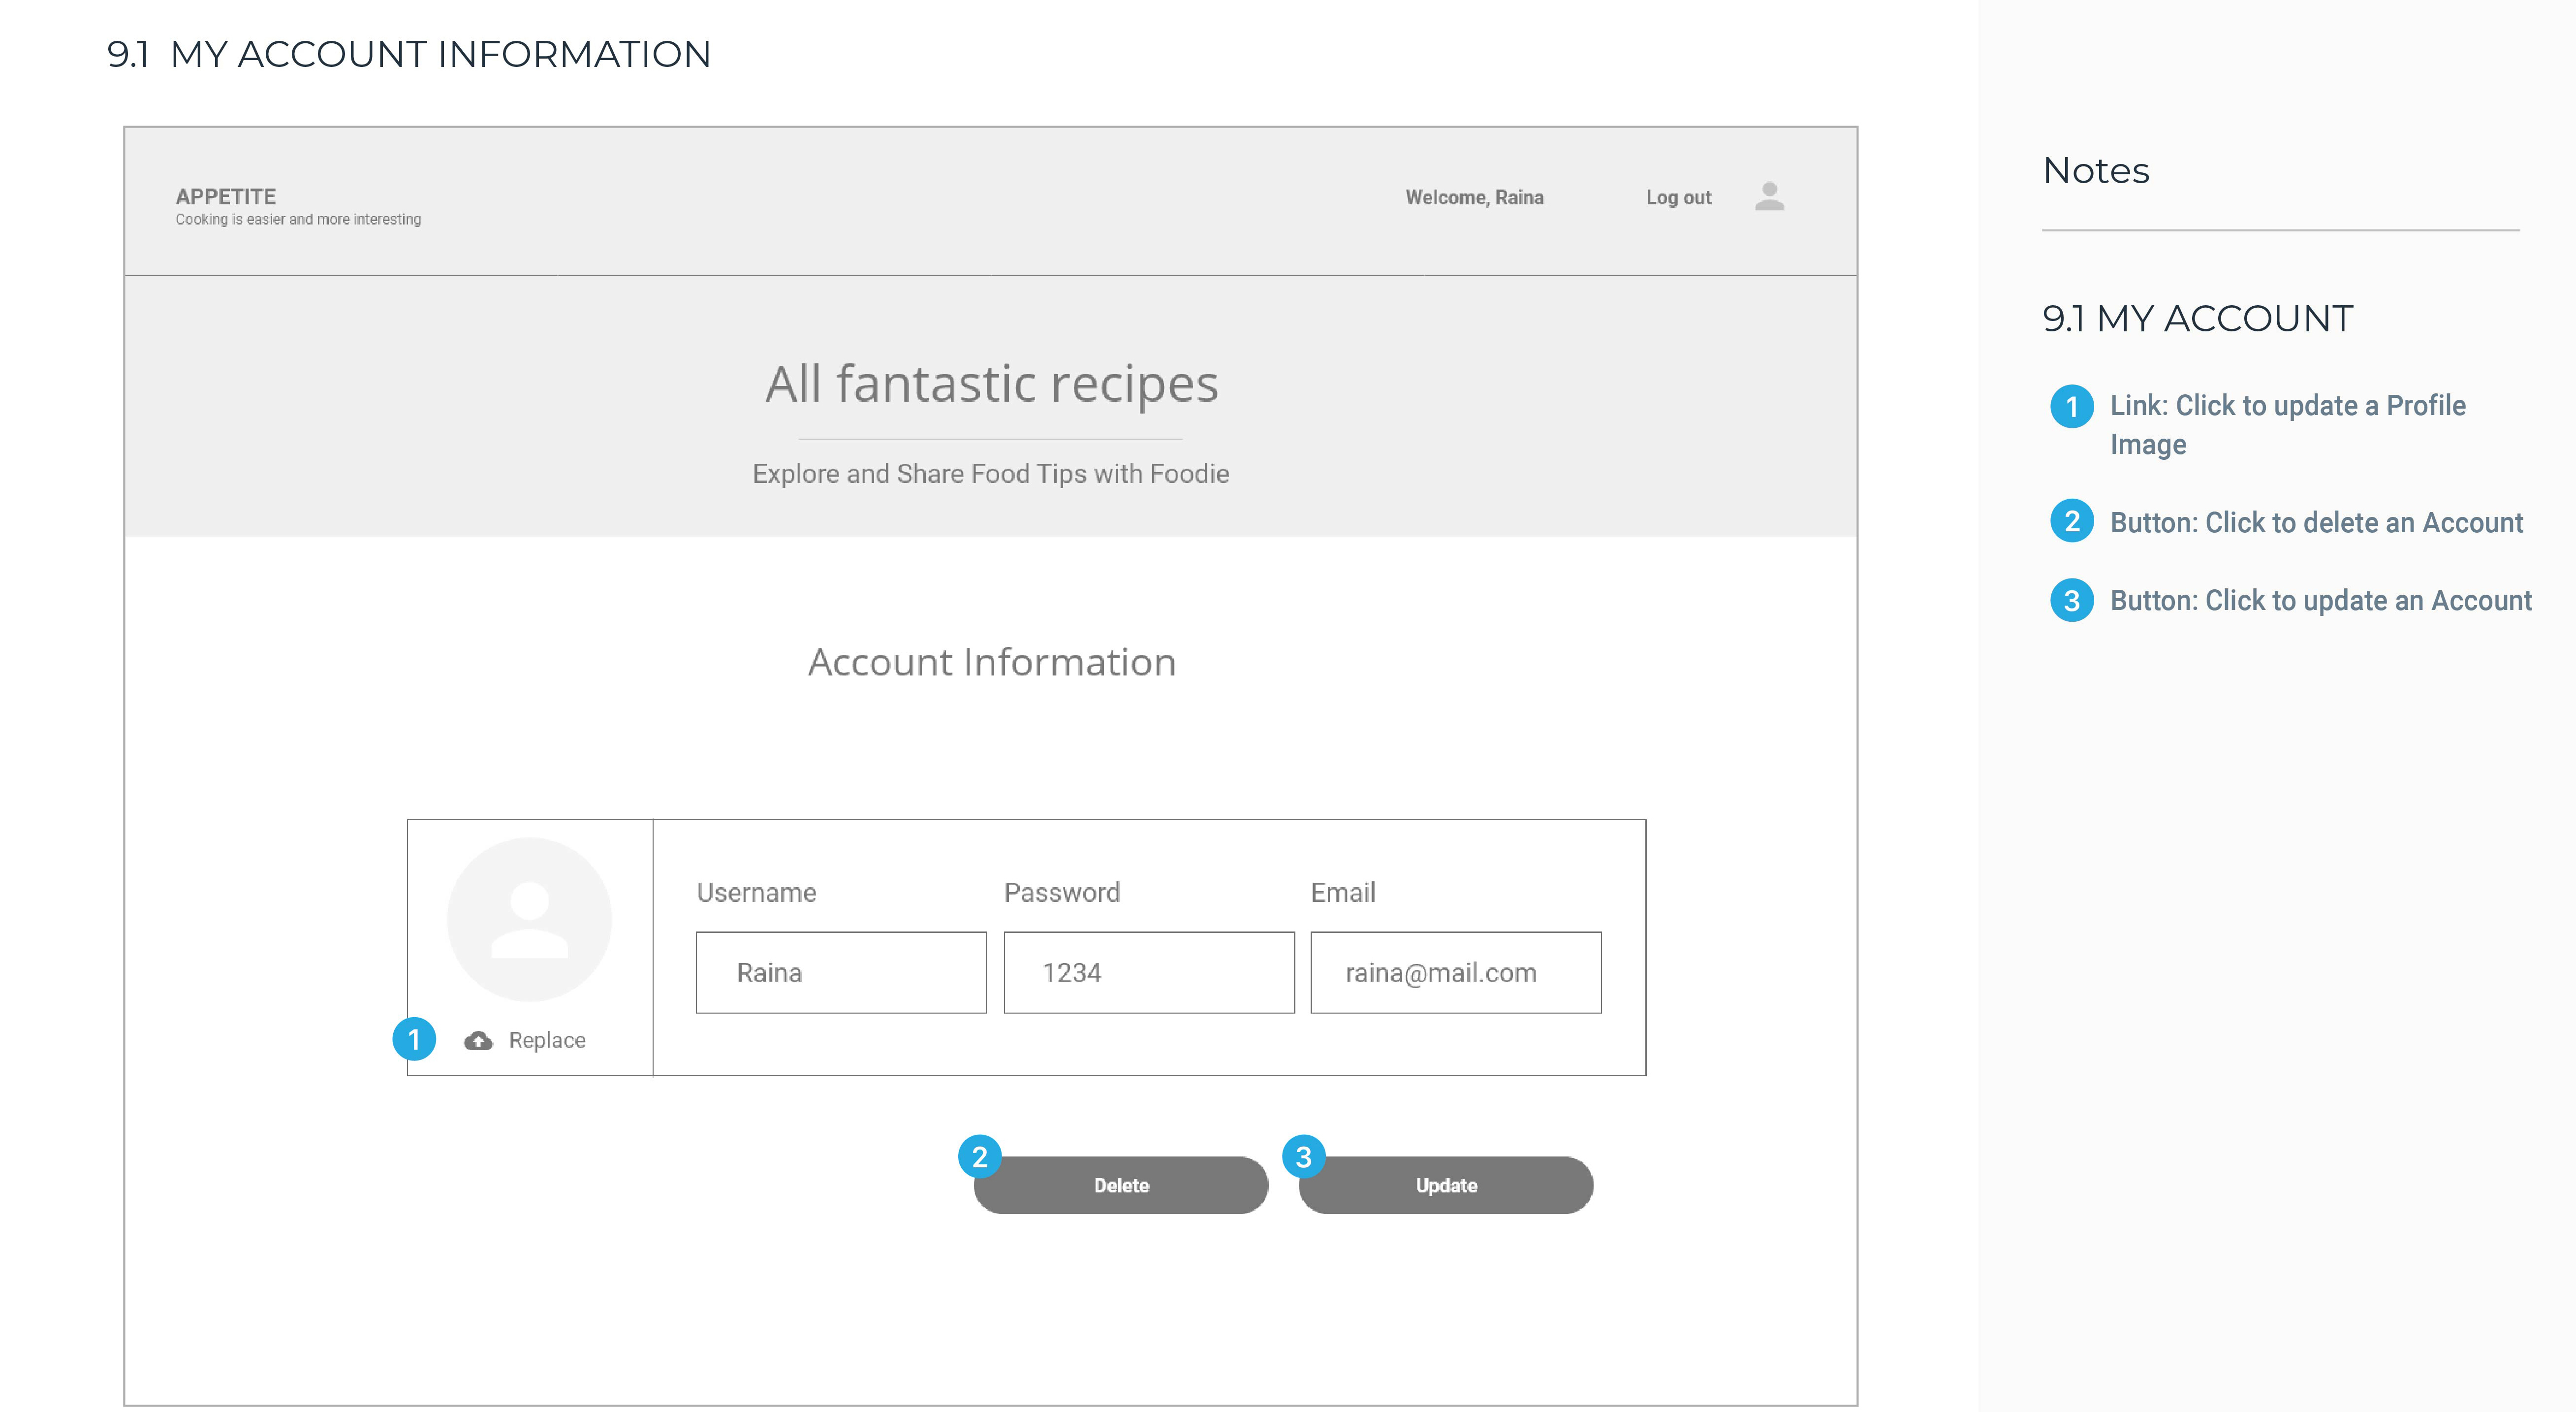 9.1 MY ACCOUNT INFORMATION
APPETITE
Cooking is easier and more interesting
Welcome, Raina
Log out
All fantastic recipes
Explore and Share Food Tips with Foodie
Account Information
Username
Password
Email
Raina
1234
raina@mail.com
1
Replace
2
Delete
3
Update
Notes
9.1 MY ACCOUNT
1 Link: Click to update a Profile
Image
2 Button: Click to delete an Account
3 Button: Click to update an Account